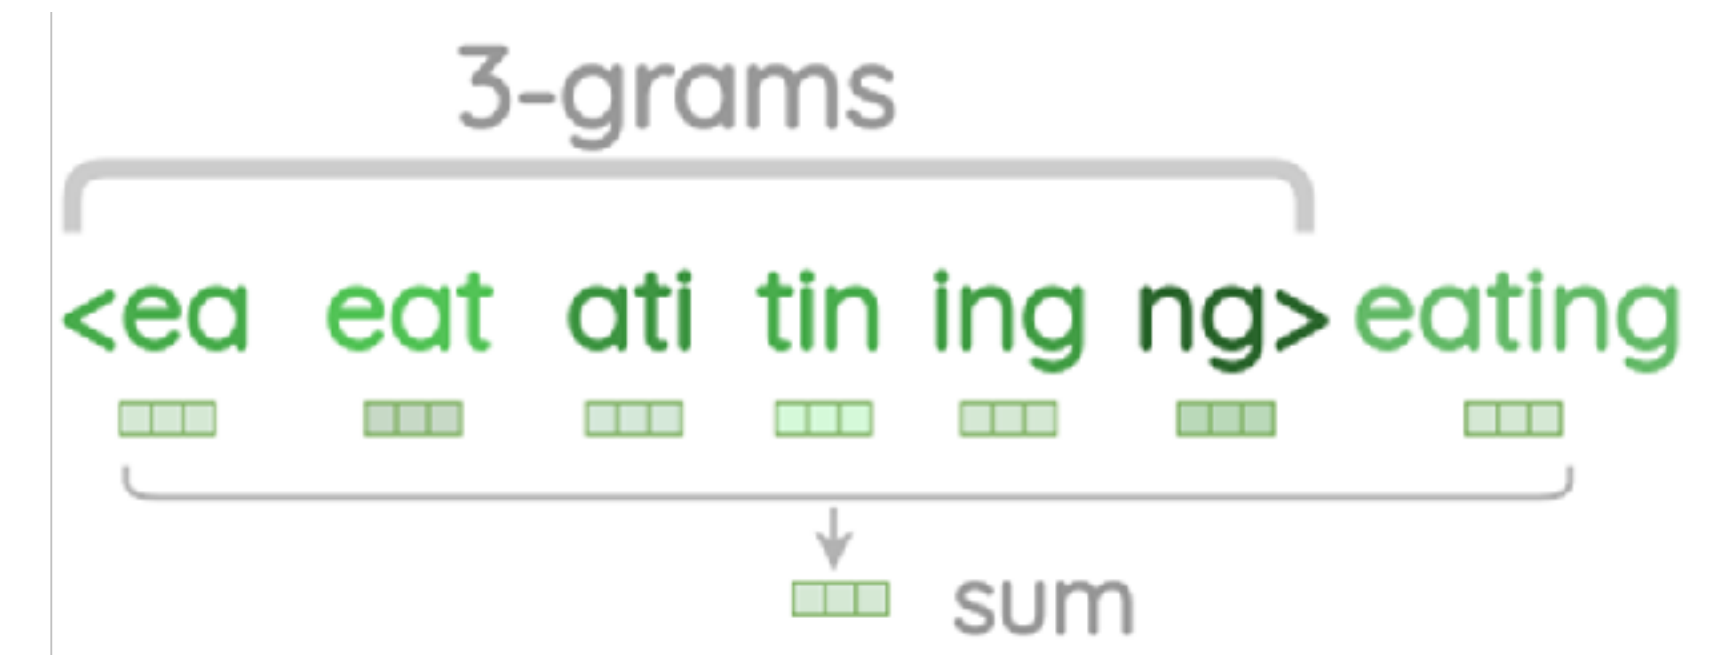 3-grams
<ea eat ati tin ing ng> eating
sum